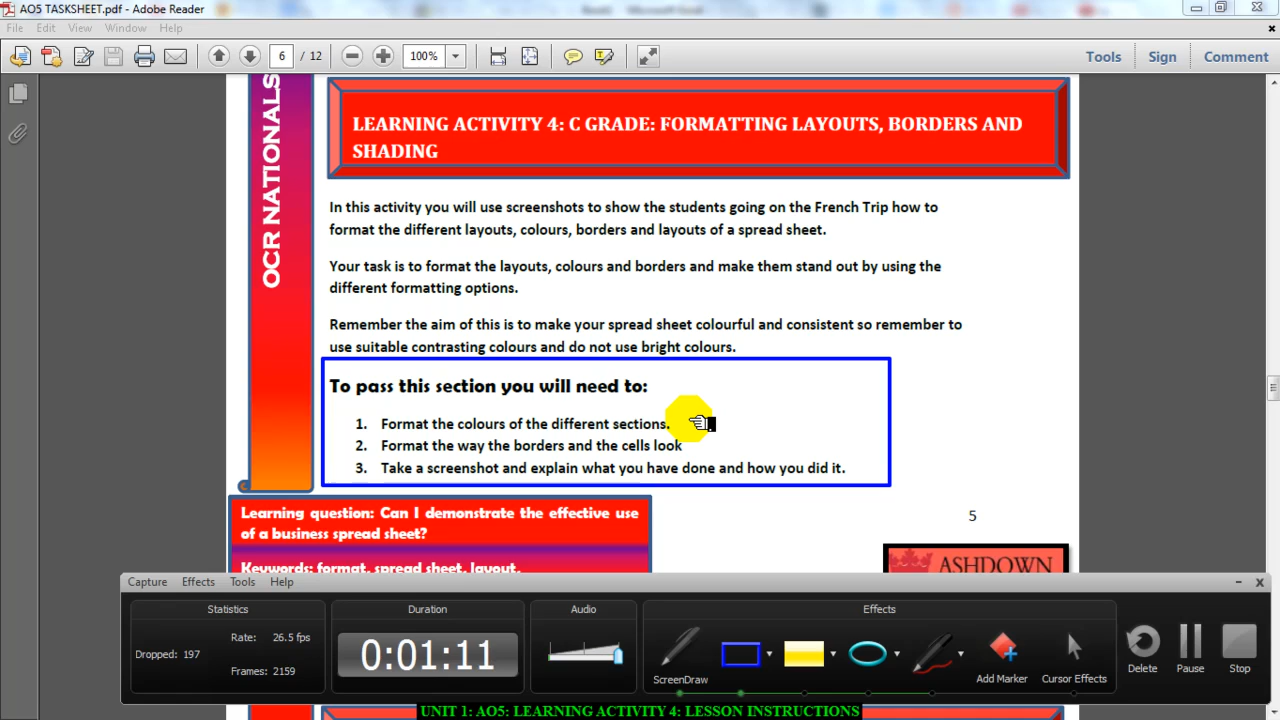 AO5 TASKSHEET.pdf - Adobe Reader
File Edit View Window Help
6 / 12 100% Tools Sign Comment
OCR NATIONALS
LEARNING ACTIVITY 4: C GRADE: FORMATTING LAYOUTS, BORDERS AND
SHADING
In this activity you will use screenshots to show the students going on the French Trip how to
format the different layouts, colours, borders and layouts of a spread sheet.
Your task is to format the layouts, colours and borders and make them stand out by using the
different formatting options.
Remember the aim of this is to make your spread sheet colourful and consistent so remember to
use suitable contrasting colours and do not use bright colours.
To pass this section you will need to:
1. Format the colours of the different sections.
2. Format the way the borders and the cells look
3. Take a screenshot and explain what you have done and how you did it.
Learning question: Can I demonstrate the effective use
of a business spread sheet?
5
Keywords: format, spread sheet, layout.
ASHDOWN
Capture Effects Tools Help
Statistics Duration Audio Effects
Rate: 26.5 fps
Dropped: 197
Frames: 2159
0:01:11
ScreenDraw Add Marker Cursor Effects Delete Pause Stop
UNIT 1: AO5: LEARNING ACTIVITY 4: LESSON INSTRUCTIONS